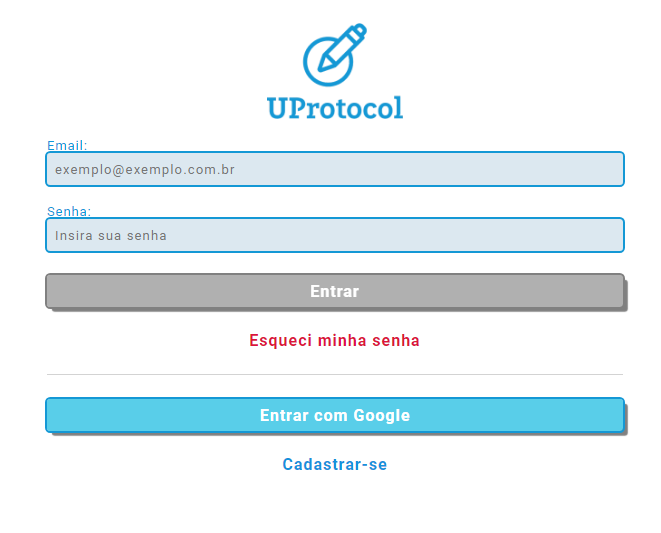 UProtocol
Email:
exemplo@exemplo.com.br
Senha:
Insira sua senha
Entrar
Esqueci minha senha
Entrar com Google
Cadastrar-se